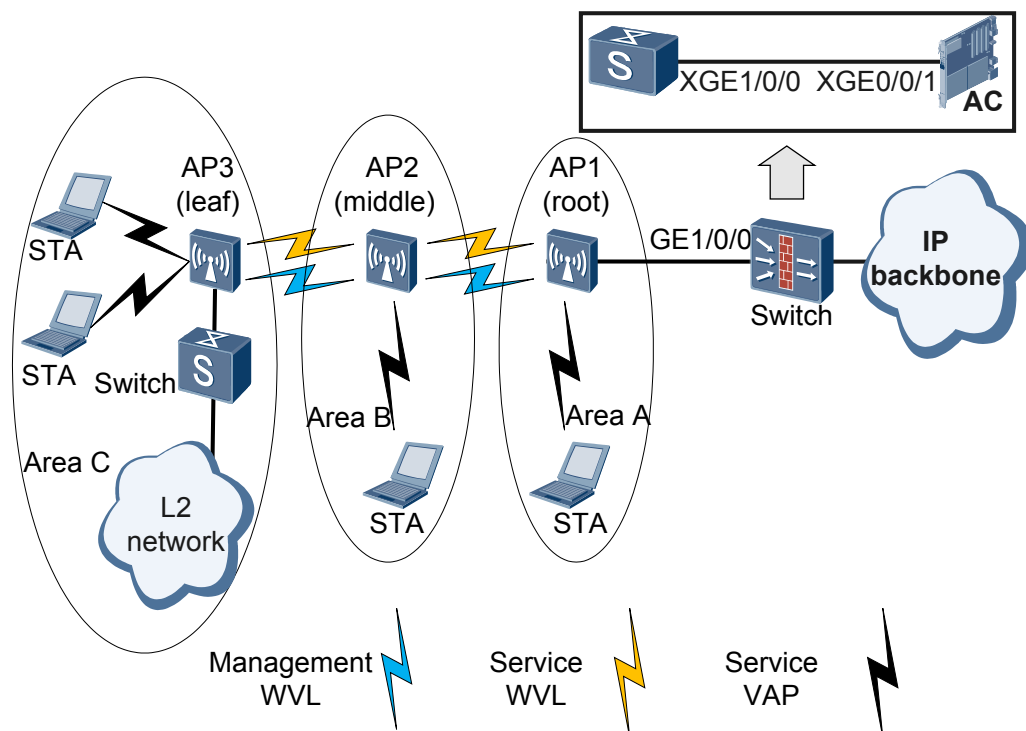 XGE1/0/0 XGE0/0/1
AC
S
AP3
(leaf)
AP2
(middle)
AP1
(root)
STA
GE1/0/0
IP
backbone
Switch
STA
Switch
S
Area B
Area A
Area C
L2
network
STA
STA
Management
WVL
Service
WVL
Service
VAP